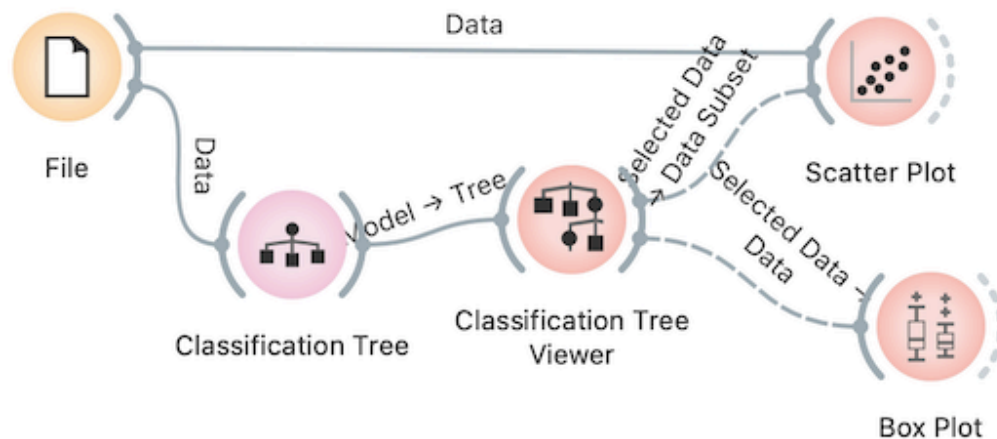 Data
File
Data
Model → Tree
Selected Data
→ Data Subset
Scatter Plot
Selected Data →
Data
Classification Tree
Classification Tree
Viewer
Box Plot